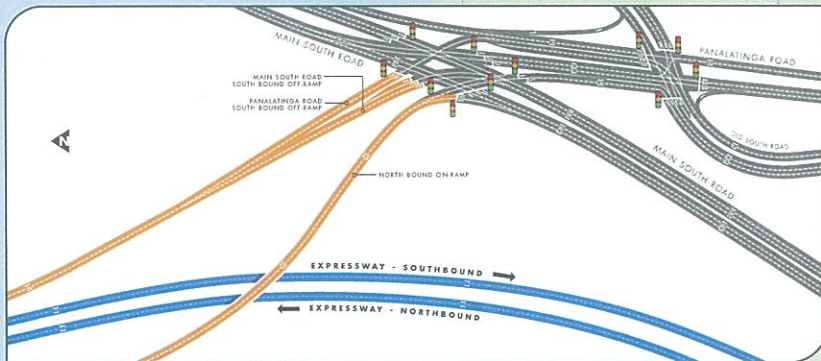 MAIN SOUTH ROAD
PANALATINGA ROAD
MAIN SOUTH ROAD
SOUTH BOUND OFF-RAMP
PANALATINGA ROAD
SOUTH BOUND OFF-RAMP
N
OLD SOUTH ROAD
MAIN SOUTH ROAD
NORTH BOUND ON-RAMP
EXPRESSWAY - SOUTHBOUND
EXPRESSWAY - NORTHBOUND